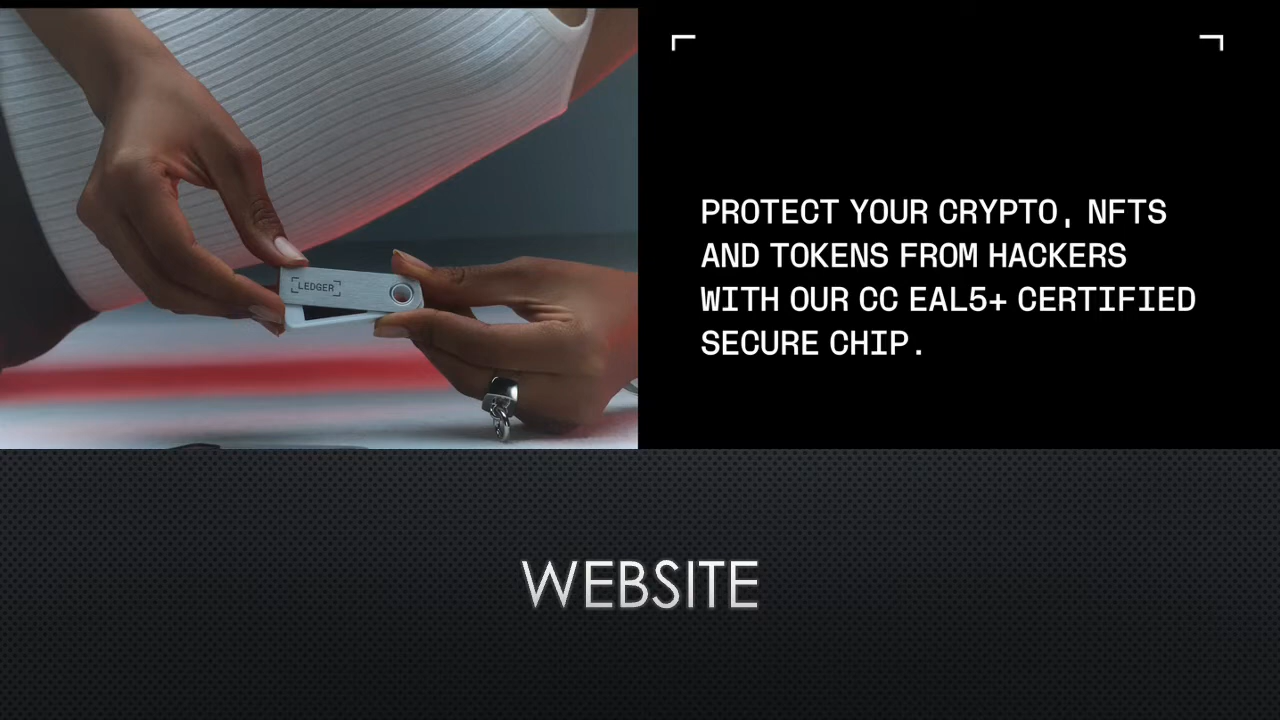 LEDGER
PROTECT YOUR CRYPTO, NFTS
AND TOKENS FROM HACKERS
WITH OUR CC EAL5+ CERTIFIED
SECURE CHIP.
WEBSITE